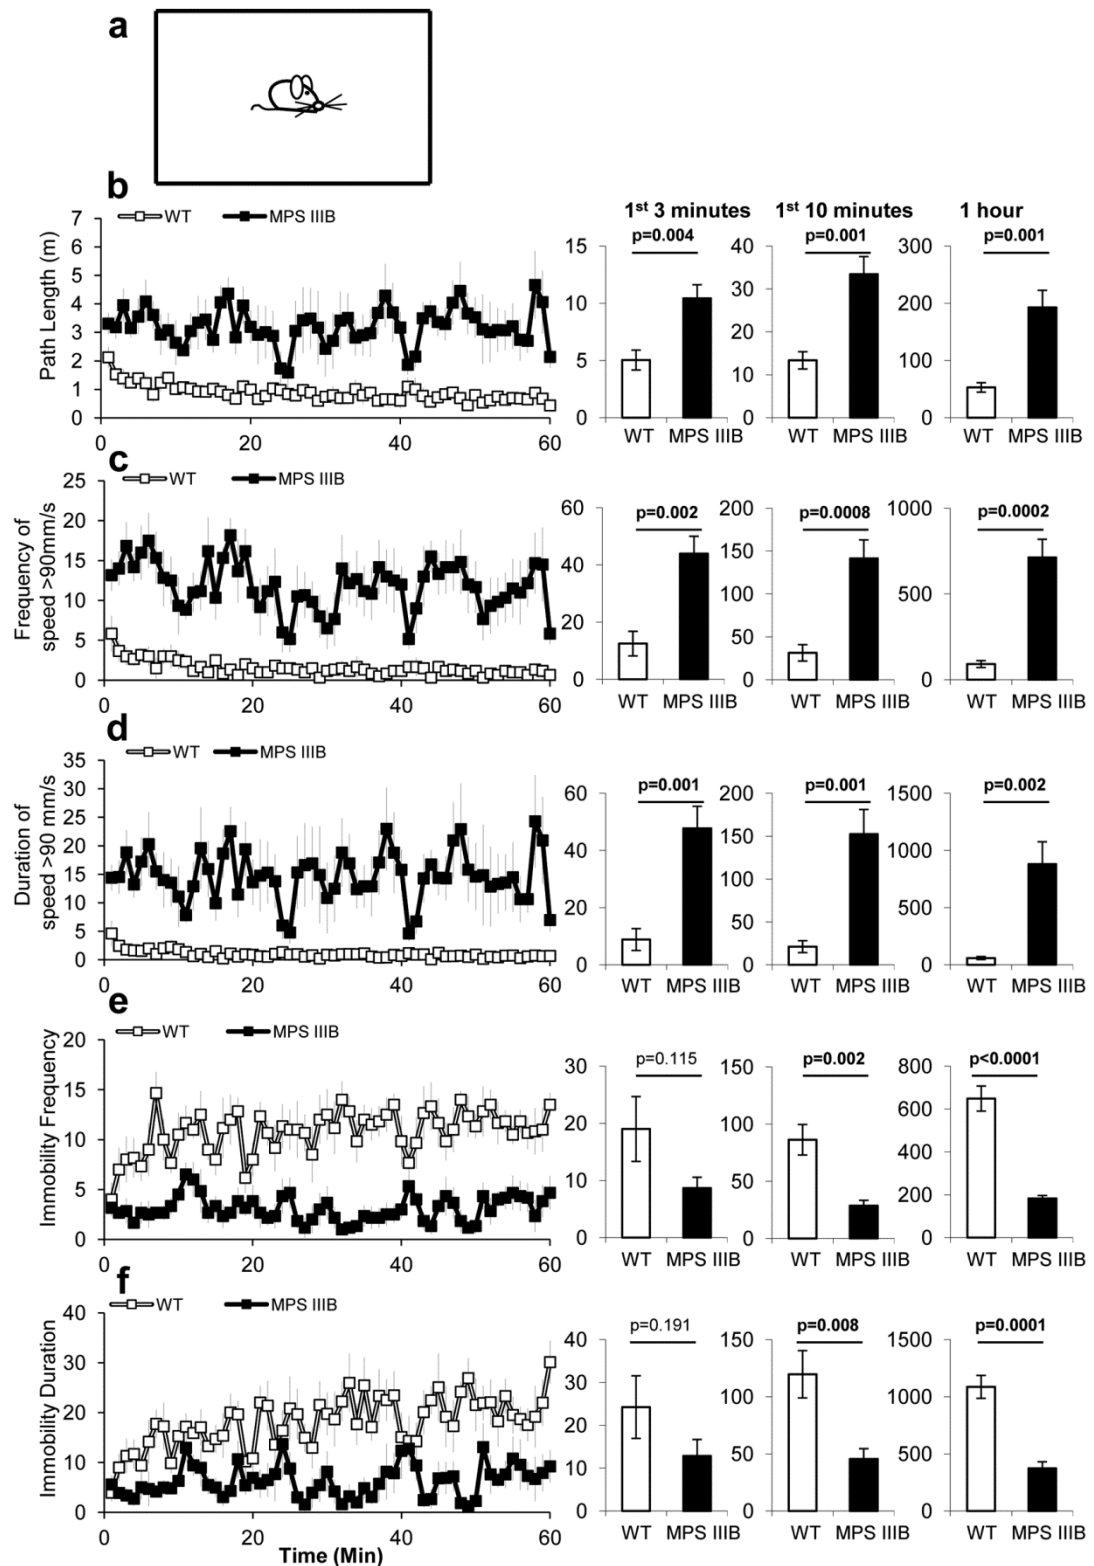 a
b
WT MPS IIIB
Path Length (m)
7
6
5
4
3
2
1
0
0 20 40 60
1st 3 minutes 1st 10 minutes 1 hour
p=0.004 p=0.001 p=0.001
15
10
5
0
WT MPS IIIB
40
30
20
10
0
WT MPS IIIB
300
200
100
0
WT MPS IIIB
c
WT MPS IIIB
Frequency of
speed >90mm/s
25
20
15
10
5
0
0 20 40 60
p=0.002 p=0.0008 p=0.0002
60
40
20
0
WT MPS IIIB
200
150
100
50
0
WT MPS IIIB
1000
500
0
WT MPS IIIB
d
WT MPS IIIB
Duration of
speed >90 mm/s
35
30
25
20
15
10
5
0
0 20 40 60
p=0.001 p=0.001 p=0.002
60
40
20
0
WT MPS IIIB
200
150
100
50
0
WT MPS IIIB
1500
1000
500
0
WT MPS IIIB
e
WT MPS IIIB
Immobility Frequency
20
15
10
5
0
0 20 40 60
p=0.115 p=0.002 p<0.0001
30
20
10
0
WT MPS IIIB
150
100
50
0
WT MPS IIIB
800
600
400
200
0
WT MPS IIIB
f
WT MPS IIIB
Immobility Duration
40
30
20
10
0
0 20 40 60
Time (Min)
p=0.191 p=0.008 p=0.0001
40
30
20
10
0
WT MPS IIIB
150
100
50
0
WT MPS IIIB
1500
1000
500
0
WT MPS IIIB